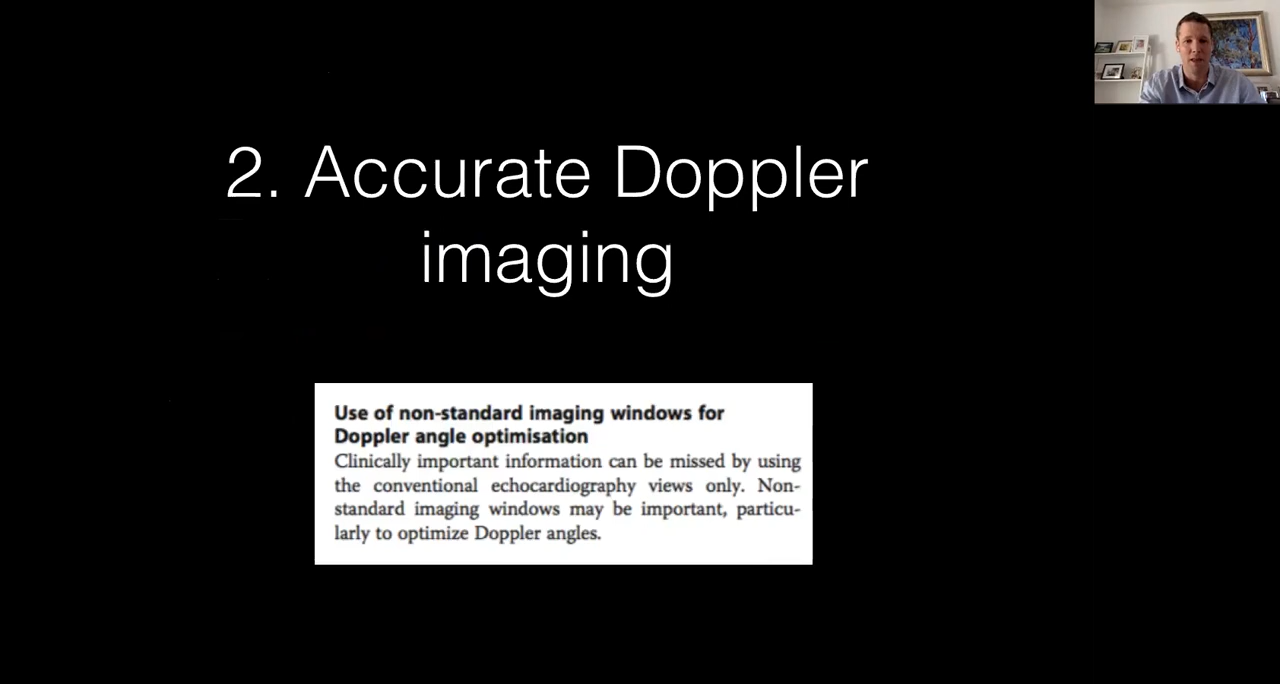 2. Accurate Doppler
imaging
Use of non-standard imaging windows for
Doppler angle optimisation
Clinically important information can be missed by using
the conventional echocardiography views only. Non-
standard imaging windows may be important, particu-
larly to optimize Doppler angles.